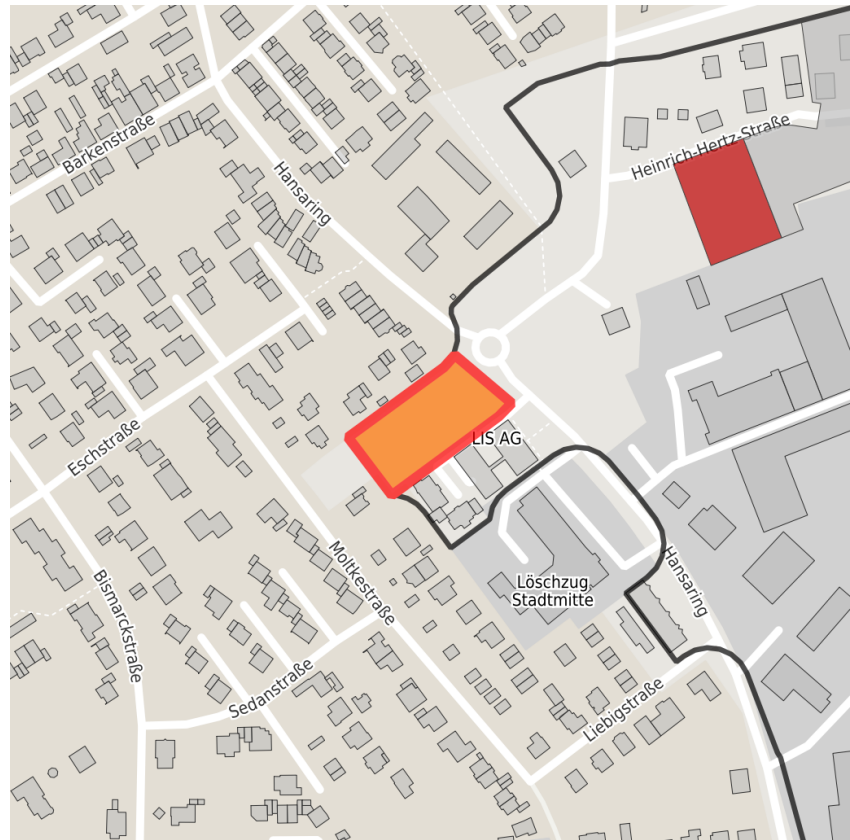 Barkenstraße
Hansaring
Heinrich-Hertz-Straße
LIS AG
Eschstraße
Moltkestraße
Bismarckstraße
Löschzug
Stadtmitte
Hansaring
Sedanstraße
Liebigstraße